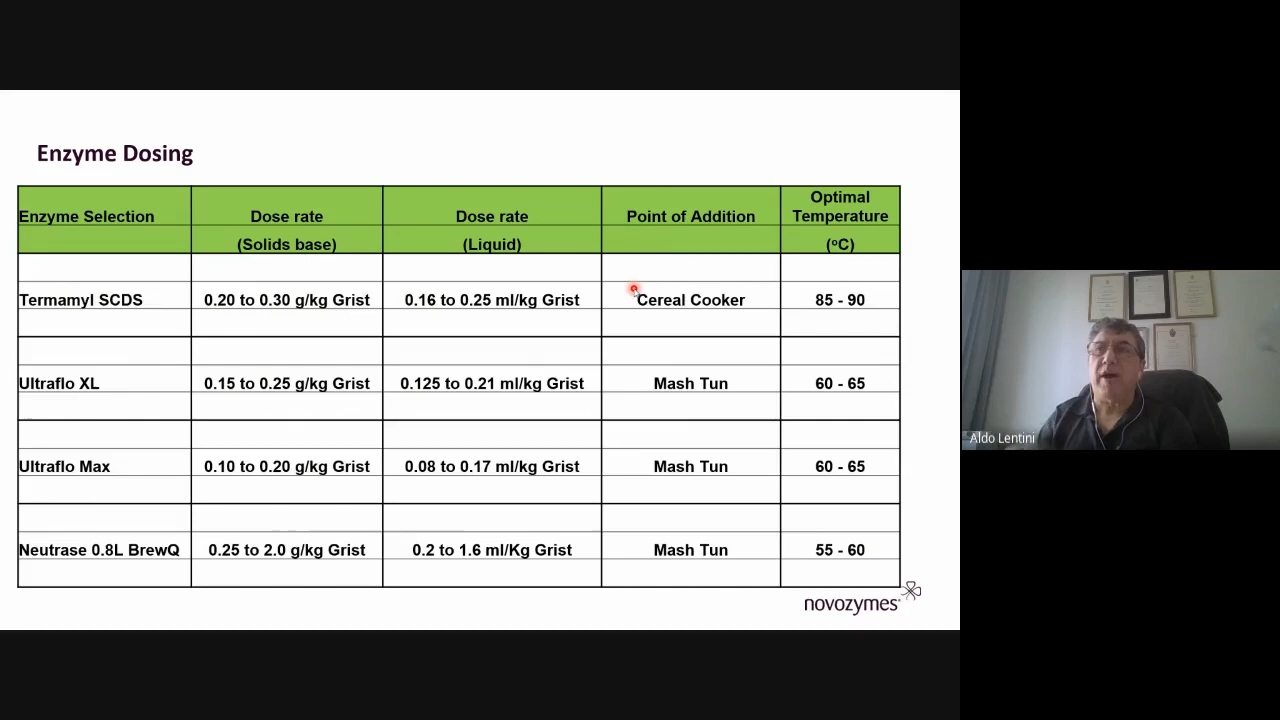 Enzyme Dosing
Enzyme Selection Dose rate Dose rate Point of Addition Optimal Temperature
(Solids base) (Liquid) (ºC)
Termamyl SCDS 0.20 to 0.30 g/kg Grist 0.16 to 0.25 ml/kg Grist Cereal Cooker 85 - 90
Ultraflo XL 0.15 to 0.25 g/kg Grist 0.125 to 0.21 ml/kg Grist Mash Tun 60 - 65
Ultraflo Max 0.10 to 0.20 g/kg Grist 0.08 to 0.17 ml/kg Grist Mash Tun 60 - 65
Neutrase 0.8L BrewQ 0.25 to 2.0 g/kg Grist 0.2 to 1.6 ml/Kg Grist Mash Tun 55 - 60
novozymes
Aldo Lentini